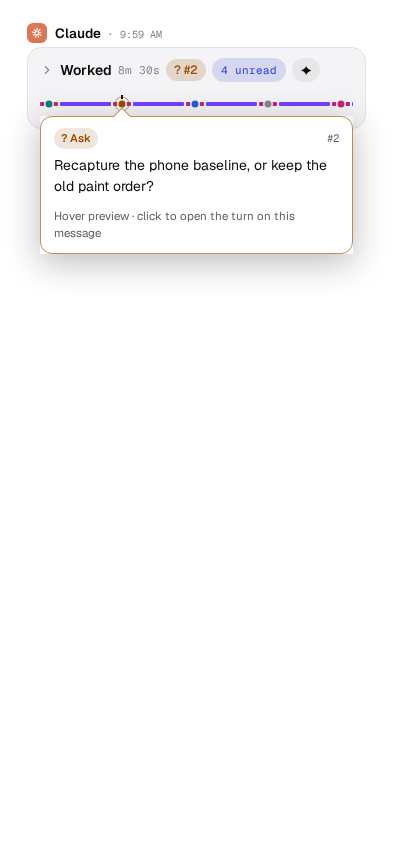 Claude · 9:59 AM
Worked 8m 30s ? #2 4 unread
? Ask #2
Recapture the phone baseline, or keep the
old paint order?
Hover preview · click to open the turn on this
message